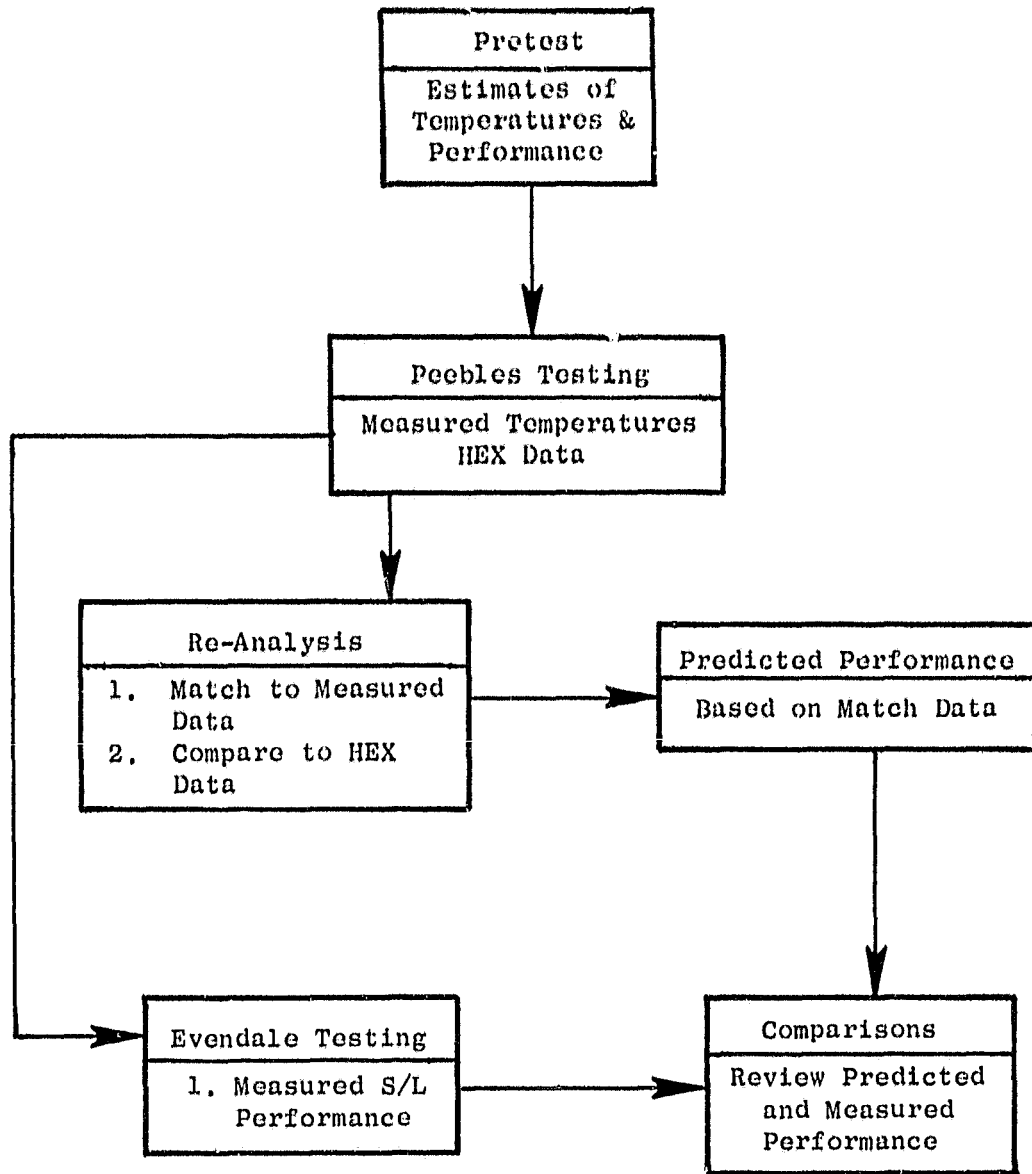 Pretest
Estimates of
Temperatures &
Performance
Peebles Testing
Measured Temperatures
HEX Data
Re-Analysis
1. Match to Measured
Data
2. Compare to HEX
Data
Predicted Performance
Based on Match Data
Evendale Testing
1. Measured S/L
Performance
Comparisons
Review Predicted
and Measured
Performance